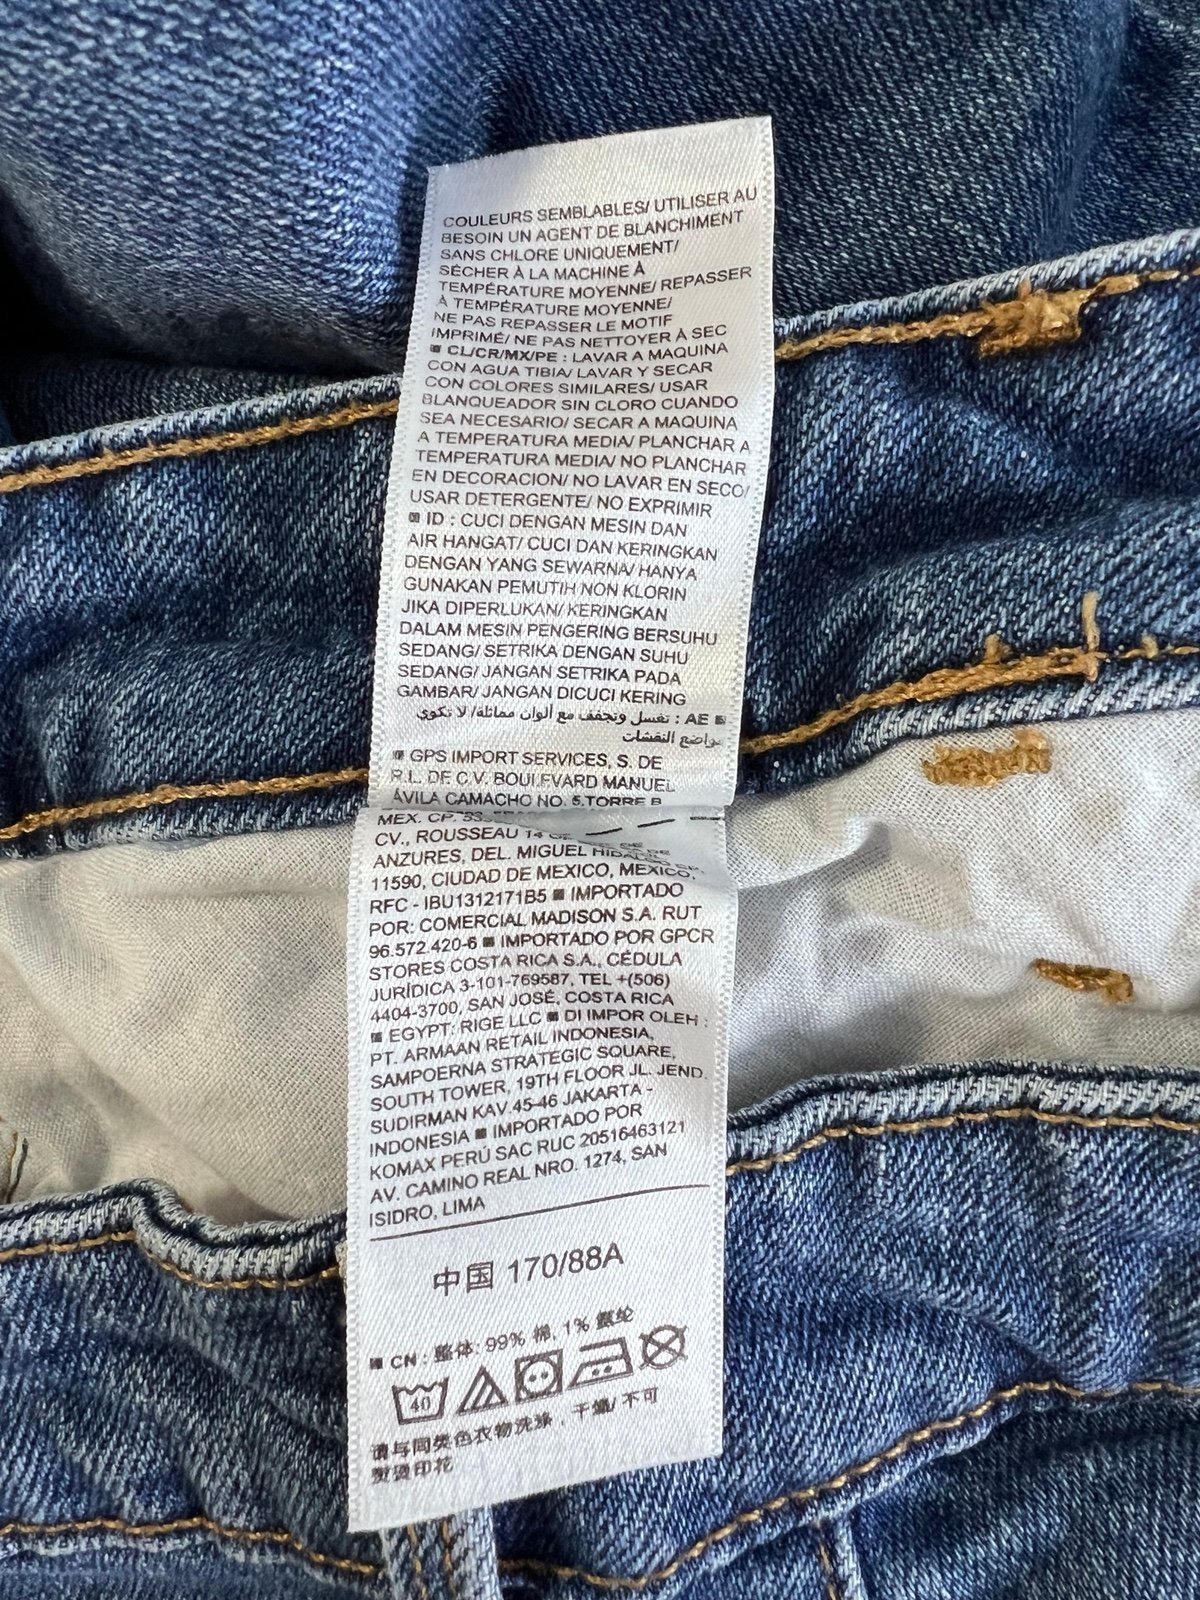 COULEURS SEMBLABLES/ UTILISER AU
BESOIN UN AGENT DE BLANCHIMENT
SANS CHLORE UNIQUEMENT/
SÉCHER À LA MACHINE À
TEMPÉRATURE MOYENNE/ REPASSER
À TEMPÉRATURE MOYENNE/
NE PAS REPASSER LE MOTIF
IMPRIMÉ/ NE PAS NETTOYER À SEC
■ CL/CR/MX/PE : LAVAR A MAQUINA
CON AGUA TIBIA/ LAVAR Y SECAR
CON COLORES SIMILARES/ USAR
BLANQUEADOR SIN CLORO CUANDO
SEA NECESARIO/ SECAR A MAQUINA
A TEMPERATURA MEDIA/ PLANCHAR A
TEMPERATURA MEDIA/ NO PLANCHAR
EN DECORACION/ NO LAVAR EN SECO/
USAR DETERGENTE/ NO EXPRIMIR
■ ID : CUCI DENGAN MESIN DAN
AIR HANGAT/ CUCI DAN KERINGKAN
DENGAN YANG SEWARNA/ HANYA
GUNAKAN PEMUTIH NON KLORIN
JIKA DIPERLUKAN/ KERINGKAN
DALAM MESIN PENGERING BERSUHU
SEDANG/ SETRIKA DENGAN SUHU
SEDANG/ JANGAN SETRIKA PADA
GAMBAR/ JANGAN DICUCI KERING
■ AE : تغسل وتجفف مع ألوان مماثلة/ لا تكوي
مواضع النقشات
■ GPS IMPORT SERVICES, S. DE
R.L. DE C.V. BOULEVARD MANUEL
ÁVILA CAMACHO NO. 5,TORRE B
MEX. CP.
CV., ROUSSEAU 14
ANZURES, DEL. MIGUEL HIDALGO
11590, CIUDAD DE MEXICO, MEXICO,
RFC - IBU1312171B5 ■ IMPORTADO
POR: COMERCIAL MADISON S.A. RUT
96.572.420-6 ■ IMPORTADO POR GPCR
STORES COSTA RICA S.A., CÉDULA
JURÍDICA 3-101-769587, TEL +(506)
4404-3700, SAN JOSÉ, COSTA RICA
■ EGYPT: RIGE LLC ■ DI IMPOR OLEH :
PT. ARMAAN RETAIL INDONESIA,
SAMPOERNA STRATEGIC SQUARE,
SOUTH TOWER, 19TH FLOOR JL. JEND.
SUDIRMAN KAV.45-46 JAKARTA -
INDONESIA ■ IMPORTADO POR
KOMAX PERÚ SAC RUC 20516463121
AV. CAMINO REAL NRO. 1274, SAN
ISIDRO, LIMA
中国 170/88A
■ CN : 整体: 99% 棉, 1% 氨纶
40
请与同类色衣物洗涤，干燥/ 不可
熨烫印花